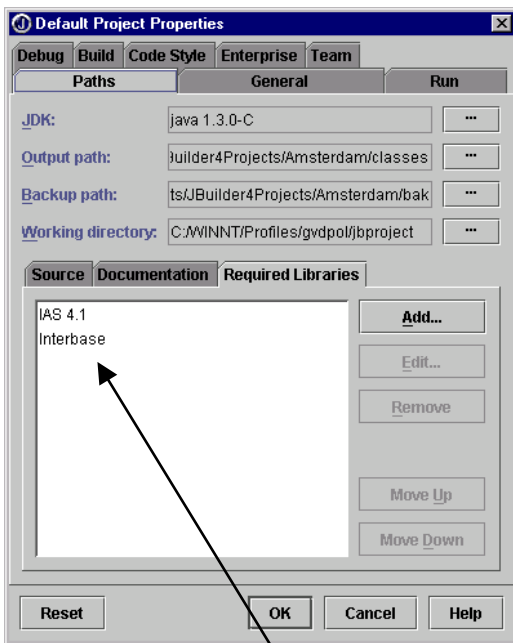 Default Project Properties
Debug Build Code Style Enterprise Team
Paths General Run
JDK: java 1.3.0-C ...
Output path: Builder4Projects/Amsterdam/classes ...
Backup path: ts/JBuilder4Projects/Amsterdam/bak ...
Working directory: C:/WINNT/Profiles/gvdpol/jbproject ...
Source Documentation Required Libraries
IAS 4.1
Interbase
Add...
Edit...
Remove
Move Up
Move Down
Reset OK Cancel Help